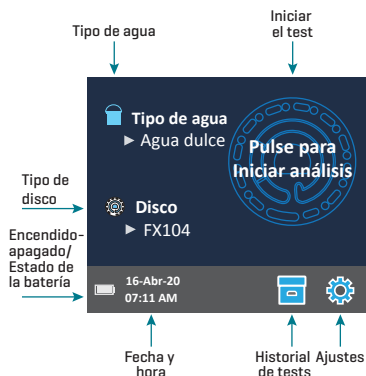 Tipo de agua
Iniciar
el test
Tipo de agua
► Agua dulce
Pulse para
Iniciar análisis
Tipo de
disco
Disco
► FX104
Encendido-
apagado/
Estado de
la batería
16-Abr-20
07:11 AM
Fecha y
hora
Historial
de tests
Ajustes